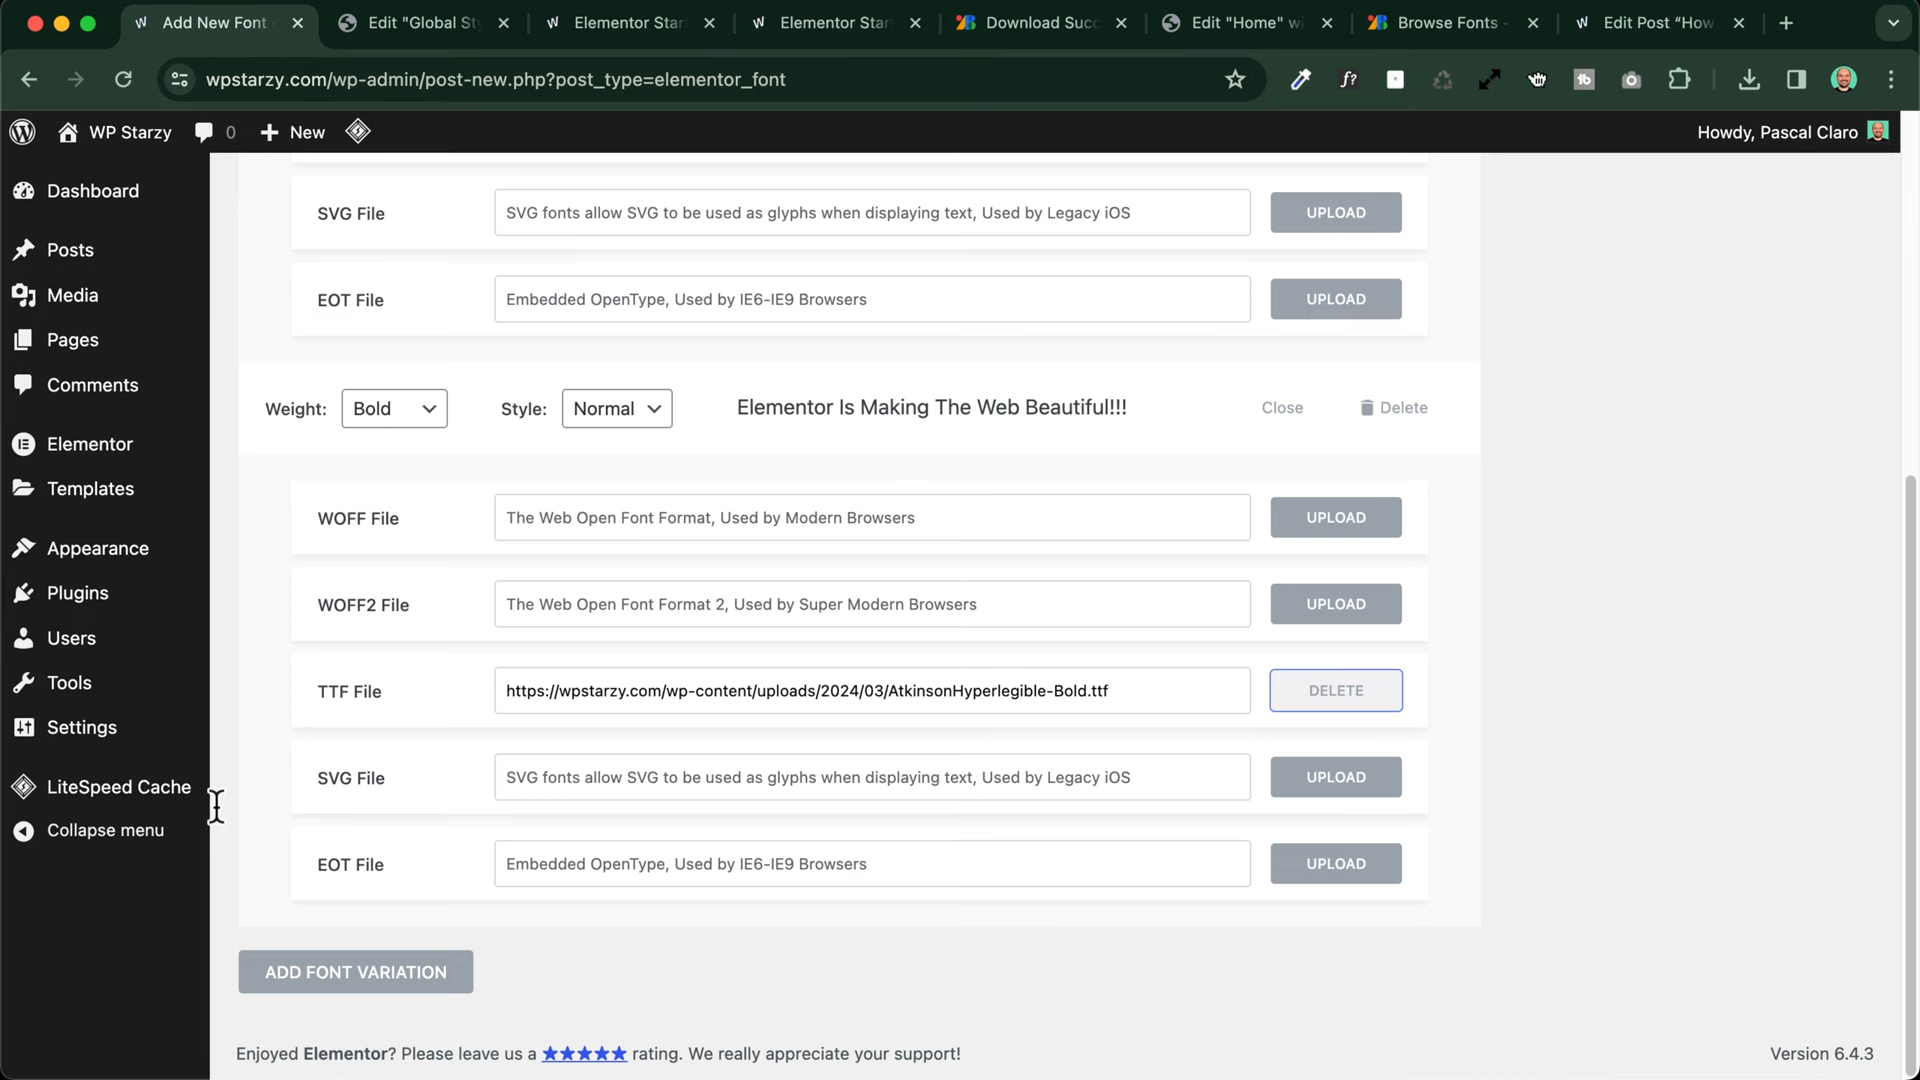 Add New Font
Edit "Global St
Elementor Star
Elementor Star
Download Succ
Edit "Home" wi
Browse Fonts -
Edit Post “How
wpstarzy.com/wp-admin/post-new.php?post_type=elementor_font
f?
WP Starzy
0
New
Howdy, Pascal Claro
Dashboard
Posts
Media
Pages
Comments
Elementor
Templates
Appearance
Plugins
Users
Tools
Settings
LiteSpeed Cache
Collapse menu
SVG File
SVG fonts allow SVG to be used as glyphs when displaying text, Used by Legacy iOS
UPLOAD
EOT File
Embedded OpenType, Used by IE6-IE9 Browsers
UPLOAD
Weight:
Bold
Style:
Normal
Elementor Is Making The Web Beautiful!!!
Close
Delete
WOFF File
The Web Open Font Format, Used by Modern Browsers
UPLOAD
WOFF2 File
The Web Open Font Format 2, Used by Super Modern Browsers
UPLOAD
TTF File
https://wpstarzy.com/wp-content/uploads/2024/03/AtkinsonHyperlegible-Bold.ttf
DELETE
SVG File
SVG fonts allow SVG to be used as glyphs when displaying text, Used by Legacy iOS
UPLOAD
EOT File
Embedded OpenType, Used by IE6-IE9 Browsers
UPLOAD
ADD FONT VARIATION
Enjoyed Elementor? Please leave us a ★★★★★ rating. We really appreciate your support!
Version 6.4.3